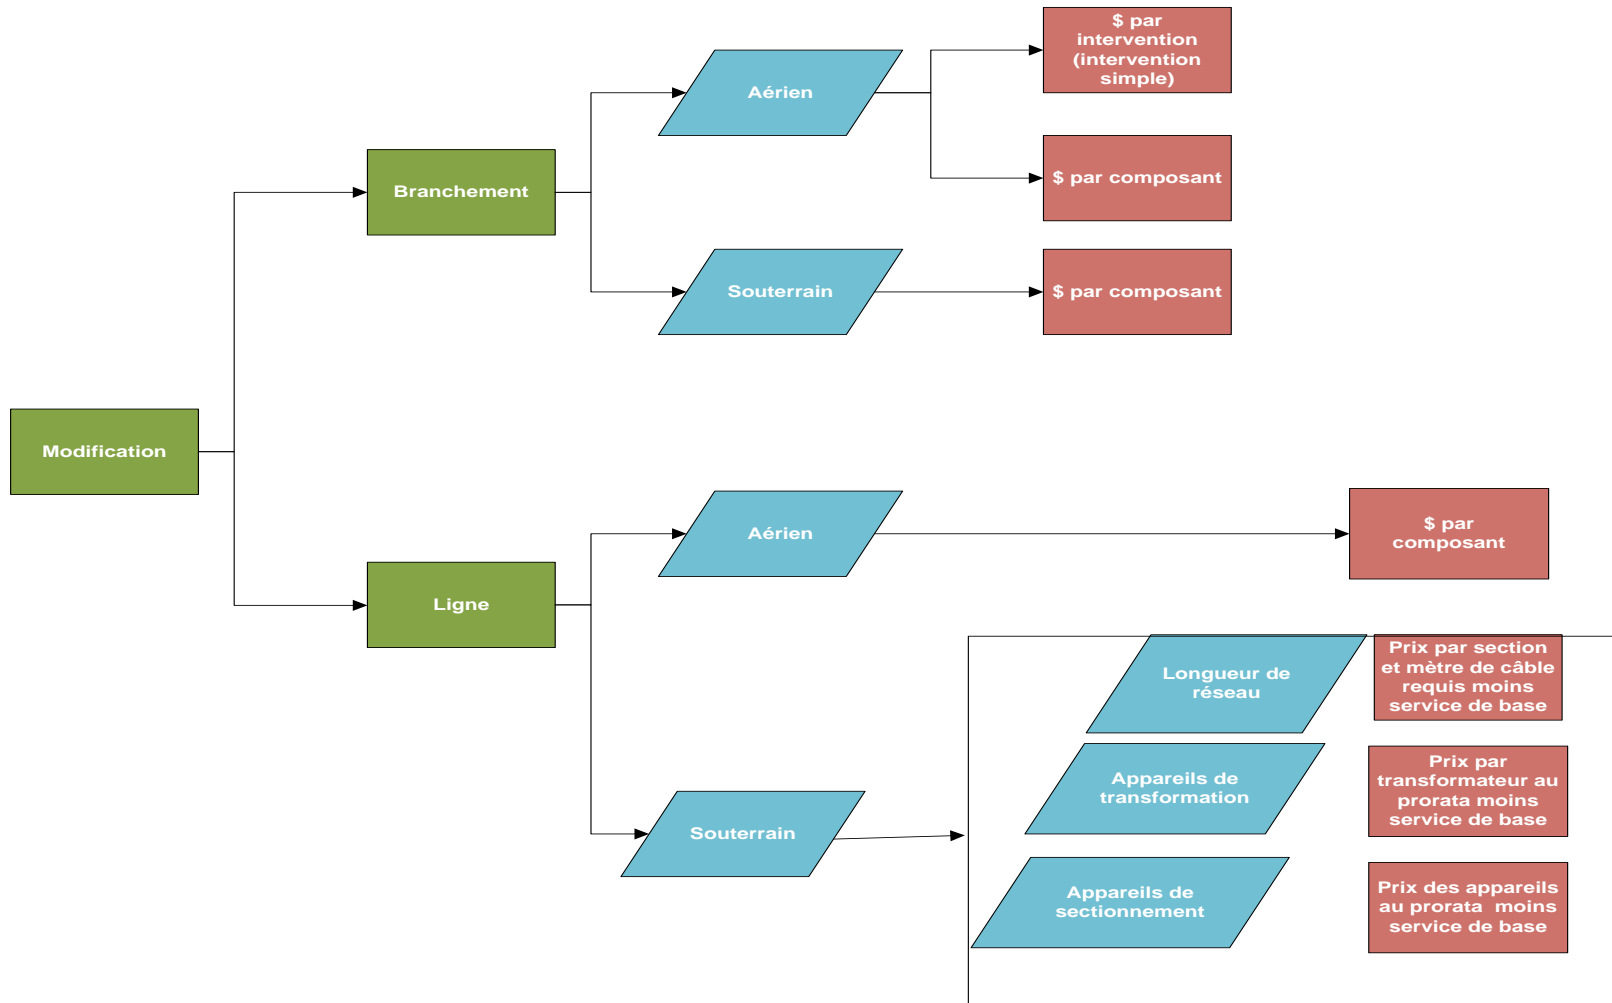 $ par
intervention
(intervention
simple)
Aérien
$ par composant
Branchement
Souterrain
$ par composant
Modification
Aérien
$ par
composant
Ligne
Longueur de
réseau
Prix par section
et mètre de câble
requis moins
service de base
Appareils de
transformation
Prix par
transformateur au
prorata moins
service de base
Souterrain
Appareils de
sectionnement
Prix des appareils
au prorata  moins
service de base